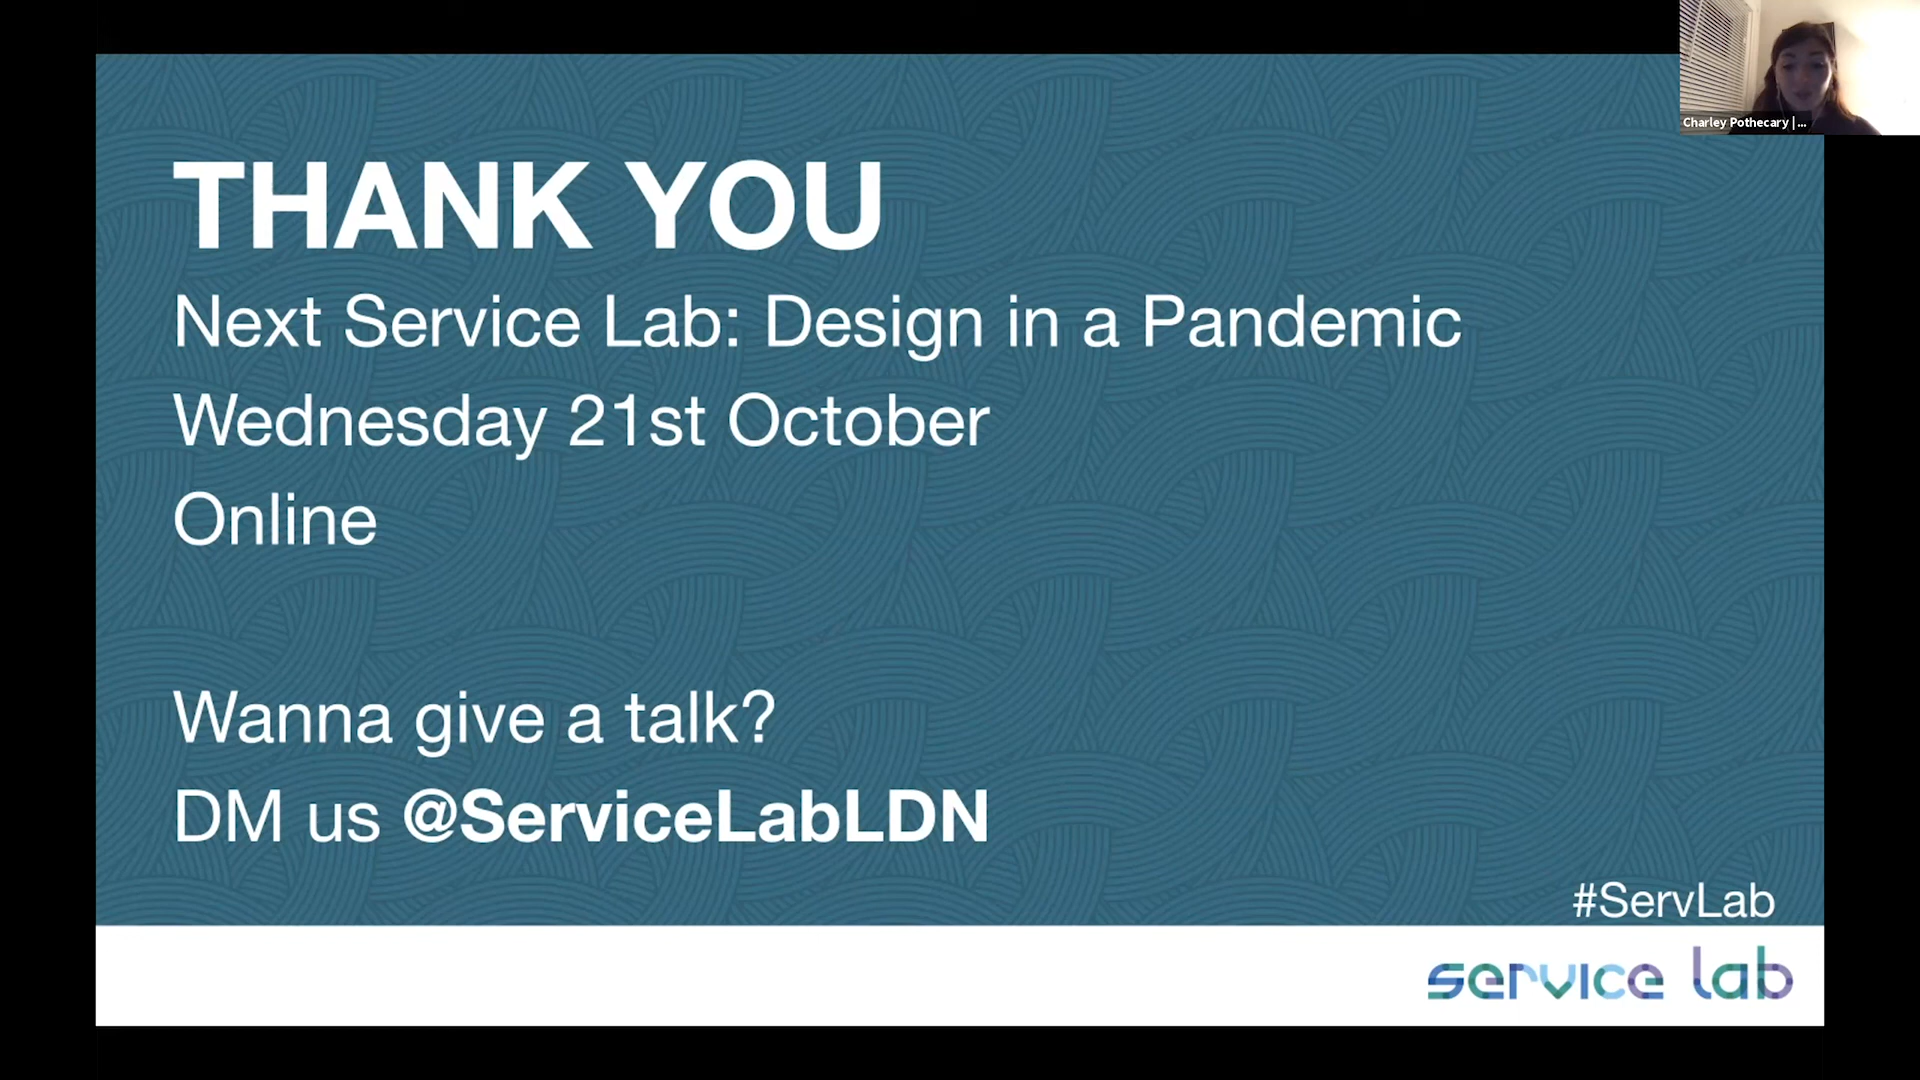 Charley Pothecary | ...
THANK YOU
Next Service Lab: Design in a Pandemic
Wednesday 21st October
Online
Wanna give a talk?
DM us @ServiceLabLDN
#ServLab
service lab